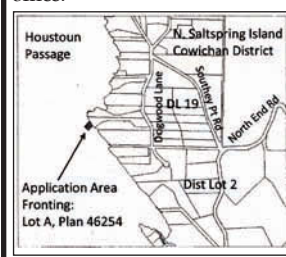 Houstoun
Passage
N. Saltspring Island
Cowichan District
Dogwood Lane
DL 19
Southey Pt Rd
North End Rd
Dist Lot 2
Application Area
Fronting:
Lot A, Plan 46254